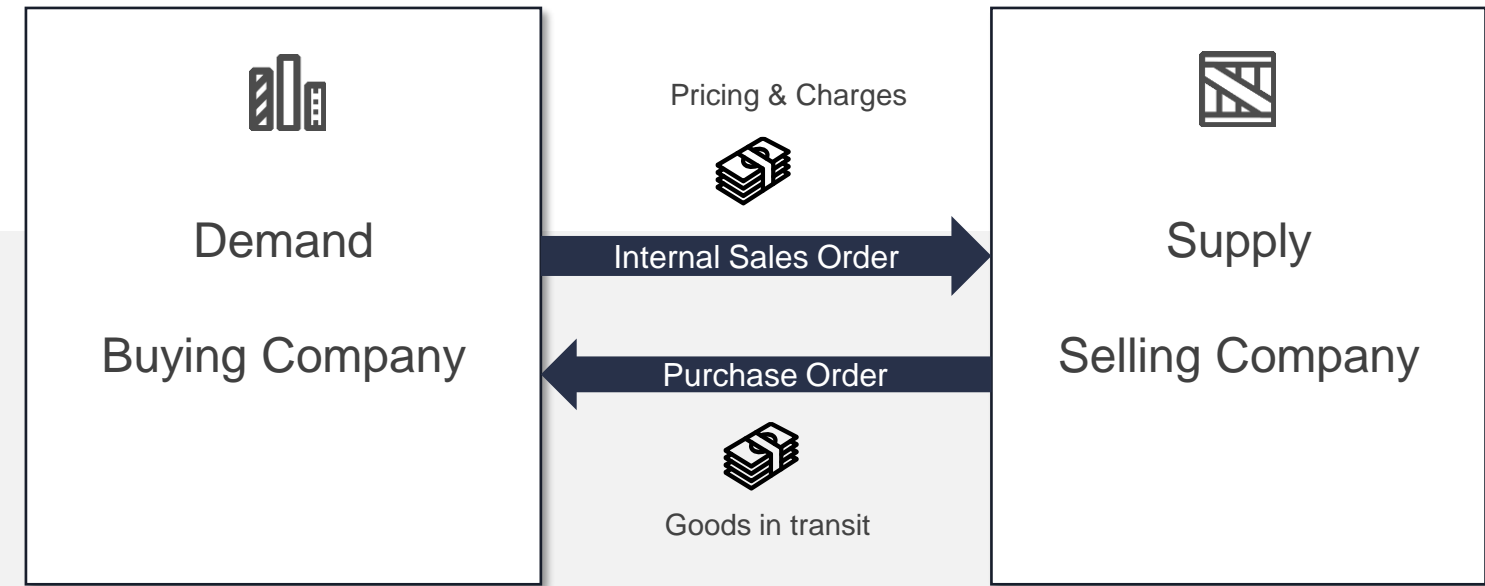 Demand
Buying Company
Pricing & Charges
Internal Sales Order
Purchase Order
Goods in transit
Supply
Selling Company